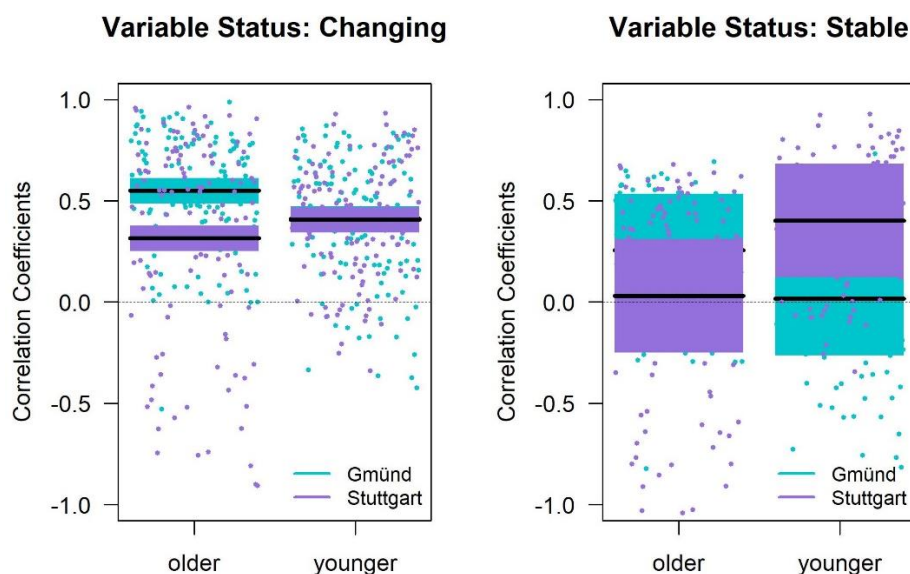 Variable Status: Changing
Correlation Coefficients
1.0
0.5
0.0
-0.5
-1.0
Gmünd
Stuttgart
older
younger
Variable Status: Stable
Correlation Coefficients
1.0
0.5
0.0
-0.5
-1.0
Gmünd
Stuttgart
older
younger